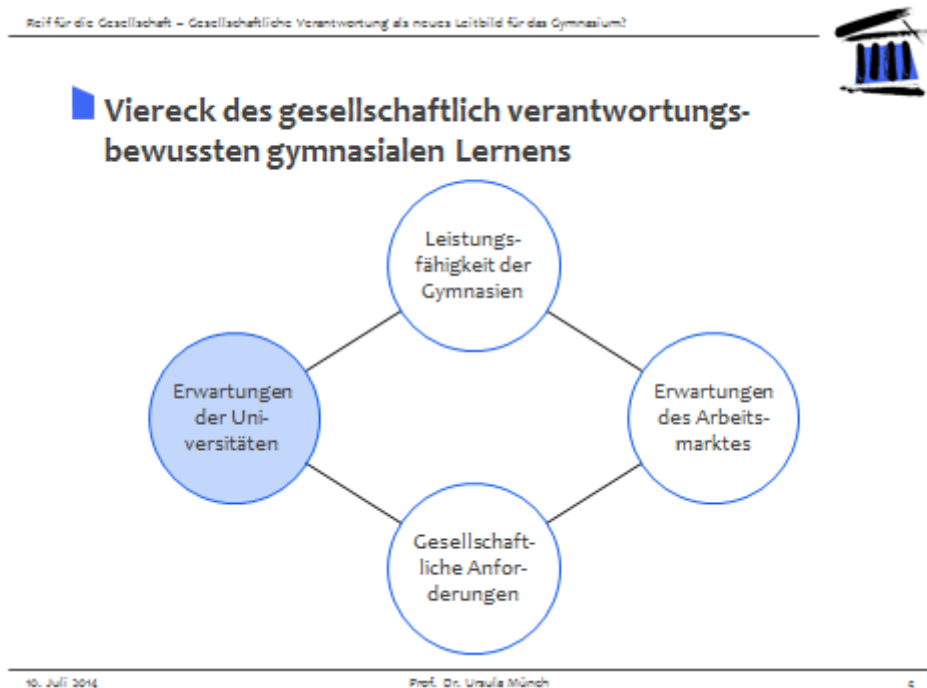 Reif für die Gesellschaft – Gesellschaftliche Verantwortung als neues Leitbild für das Gymnasium?
Viereck des gesellschaftlich verantwortungs-
bewussten gymnasialen Lernens
Leistungs-
fähigkeit der
Gymnasien
Erwartungen
der Uni-
versitäten
Erwartungen
des Arbeits-
marktes
Gesellschaft-
liche Anfor-
derungen
10. Juli 2014
Prof. Dr. Ursula Münch
5